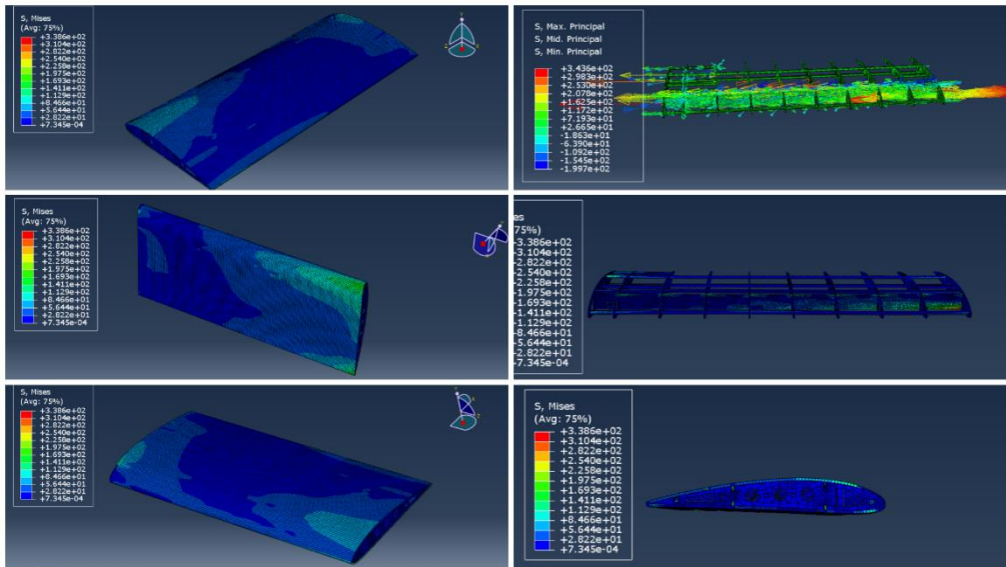 S, Mises
(Avg: 75%)
+3.386e+02
+3.104e+02
+2.822e+02
+2.540e+02
+2.258e+02
+1.975e+02
+1.693e+02
+1.411e+02
+1.129e+02
+8.466e+01
+5.644e+01
+2.822e+01
+7.345e-04
S, Max. Principal
S, Mid. Principal
S, Min. Principal
+3.436e+02
+2.983e+02
+2.530e+02
+2.078e+02
+1.625e+02
+1.172e+02
+7.193e+01
+2.665e+01
-1.863e+01
-6.390e+01
-1.092e+02
-1.545e+02
-1.997e+02
S, Mises
(Avg: 75%)
+3.386e+02
+3.104e+02
+2.822e+02
+2.540e+02
+2.258e+02
+1.975e+02
+1.693e+02
+1.411e+02
+1.129e+02
+8.466e+01
+5.644e+01
+2.822e+01
+7.345e-04
ses
75%)
+3.386e+02
+3.104e+02
+2.822e+02
+2.540e+02
+2.258e+02
+1.975e+02
+1.693e+02
+1.411e+02
+1.129e+02
+8.466e+01
+5.644e+01
+2.822e+01
+7.345e-04
S, Mises
(Avg: 75%)
+3.386e+02
+3.104e+02
+2.822e+02
+2.540e+02
+2.258e+02
+1.975e+02
+1.693e+02
+1.411e+02
+1.129e+02
+8.466e+01
+5.644e+01
+2.822e+01
+7.345e-04
S, Mises
(Avg: 75%)
+3.386e+02
+3.104e+02
+2.822e+02
+2.540e+02
+2.258e+02
+1.975e+02
+1.693e+02
+1.411e+02
+1.129e+02
+8.466e+01
+5.644e+01
+2.822e+01
+7.345e-04